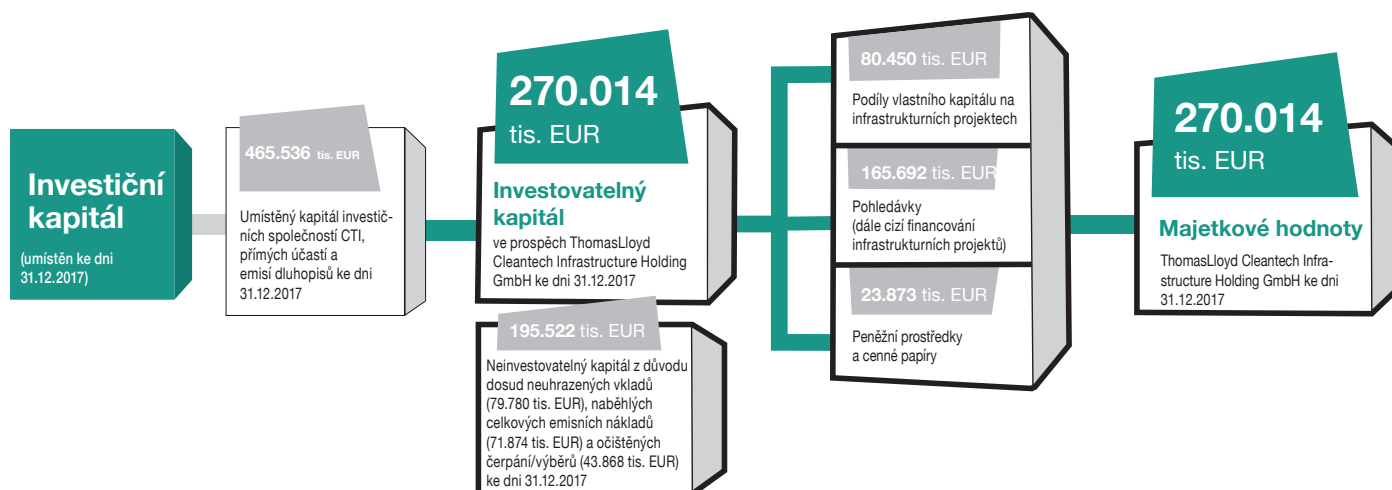 Investiční
kapitál
(umístěn ke dni
31.12.2017)
465.536 tis. EUR
Umístěný kapitál investič-
ních společností CTI,
přímých účastí a
emisí dluhopisů ke dni
31.12.2017
270.014
tis. EUR
Investovatelný
kapitál
ve prospěch ThomasLloyd
Cleantech Infrastructure Holding
GmbH ke dni 31.12.2017
195.522 tis. EUR
Neinvestovatelný kapitál z důvodu
dosud neuhrazených vkladů
(79.780 tis. EUR), naběhlých
celkových emisních nákladů
(71.874 tis. EUR) a očištěných
čerpání/výběrů (43.868 tis. EUR)
ke dni 31.12.2017
80.450 tis. EUR
Podíly vlastního kapitálu na
infrastrukturních projektech
165.692 tis. EUR
Pohledávky
(dále cizí financování
infrastrukturních projektů)
23.873 tis. EUR
Peněžní prostředky
a cenné papíry
270.014
tis. EUR
Majetkové hodnoty
ThomasLloyd Cleantech Infra-
structure Holding GmbH ke dni
31.12.2017